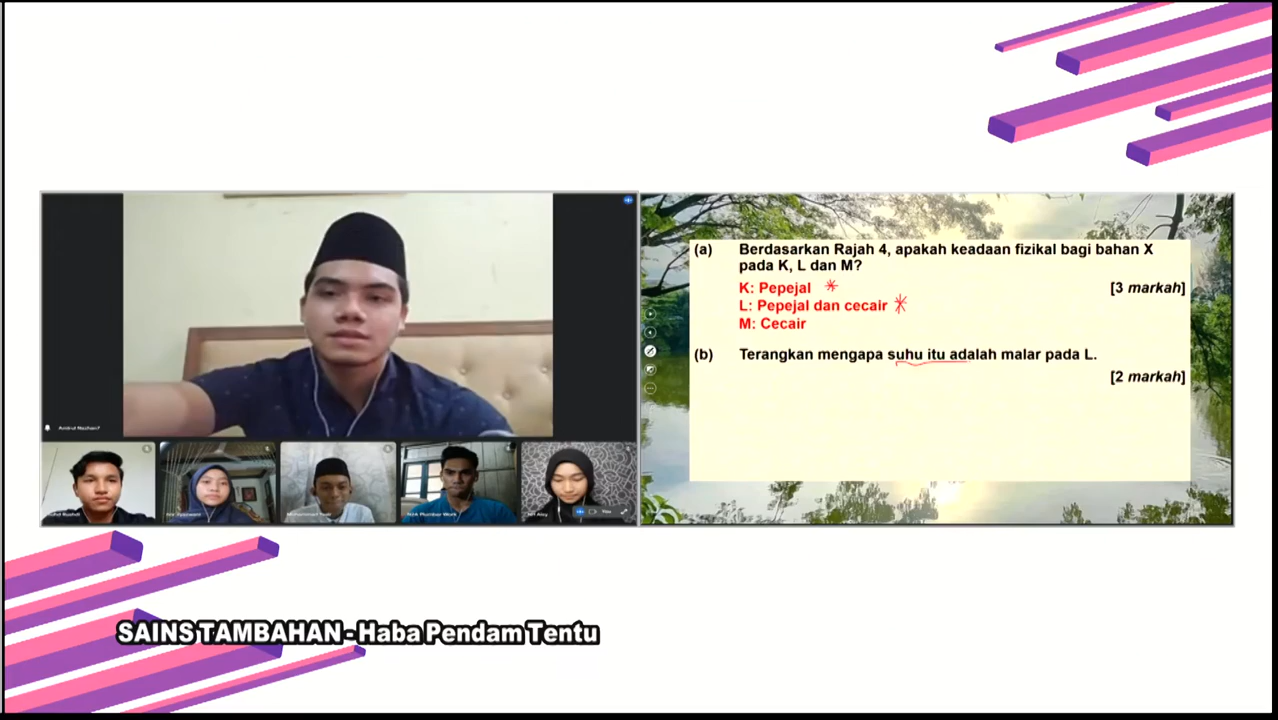 (a) Berdasarkan Rajah 4, apakah keadaan fizikal bagi bahan X
pada K, L dan M?
K: Pepejal [3 markah]
L: Pepejal dan cecair
M: Cecair
(b) Terangkan mengapa suhu itu adalah malar pada L.
[2 markah]
You
SAINS TAMBAHAN - Haba Pendam Tentu